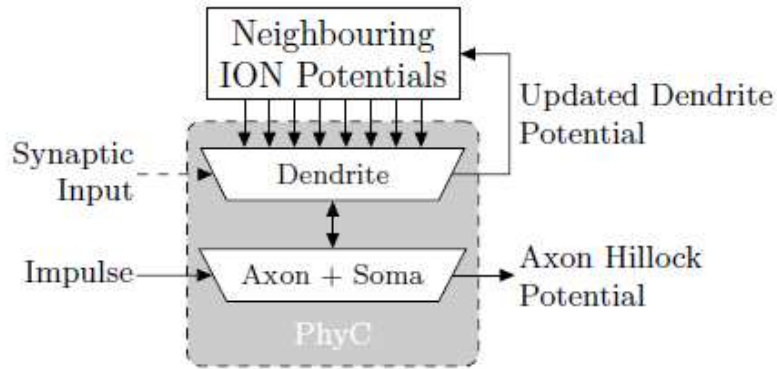 Neighbouring
ION Potentials
Updated Dendrite
Potential
Synaptic
Input
Dendrite
Impulse
Axon + Soma
Axon Hillock
Potential
PhyC